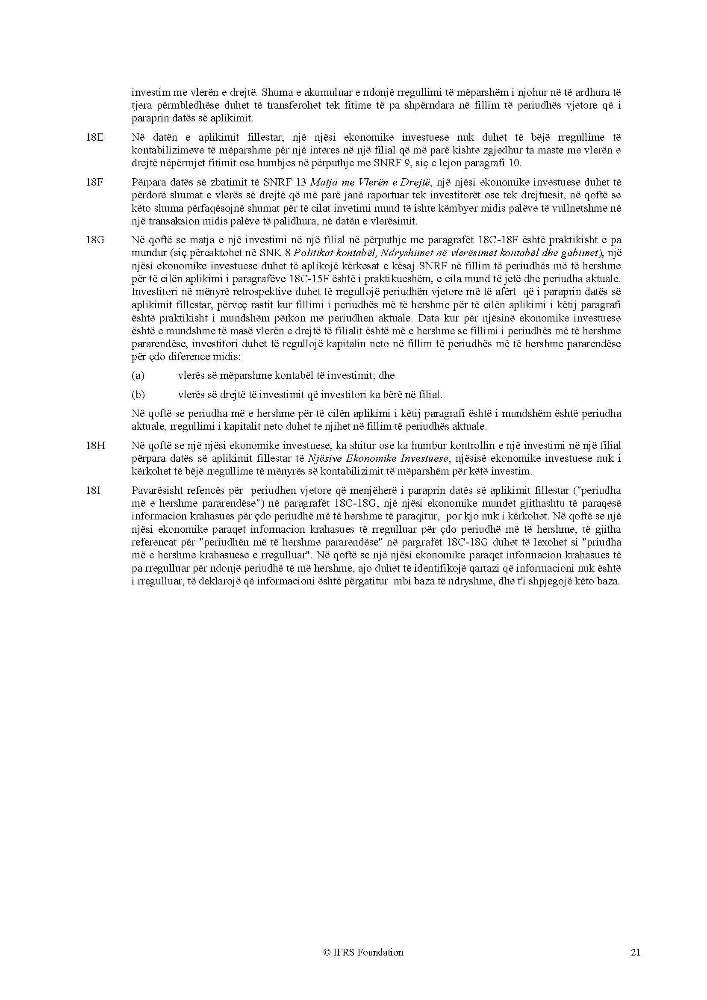 investim me vlerën e drejtë. Shuma e akumuluar e ndonjë rregullimi të mëparshëm i njohur në të ardhura të
tjera përmbledhëse duhet të transferohet tek fitime të pa shpërndara në fillim të periudhës vjetore që i
paraprin datës së aplikimit.
18E Në datën e aplikimit fillestar, një njësi ekonomike investuese nuk duhet të bëjë rregullime të
kontabilizimeve të mëparshme për një interes në një filial që më parë kishte zgjedhur ta maste me vlerën e
drejtë nëpërmjet fitimit ose humbjes në përputhje me SNRF 9, siç e lejon paragrafi 10.
18F Përpara datës së zbatimit të SNRF 13 Matja me Vlerën e Drejtë, një njësi ekonomike investuese duhet të
përdorë shumat e vlerës së drejtë që më parë janë raportuar tek investitorët ose tek drejtuesit, në qoftë se
këto shuma përfaqësojnë shumat për të cilat invetimi mund të ishte këmbyer midis palëve të vullnetshme në
një transaksion midis palëve të palidhura, në datën e vlerësimit.
18G Në qoftë se matja e një investimi në një filial në përputhje me paragrafët 18C-18F është praktikisht e pa
mundur (siç përcaktohet në SNK 8 Politikat kontabël, Ndryshimet në vlerësimet kontabël dhe gabimet), një
njësi ekonomike investuese duhet të aplikojë kërkesat e kësaj SNRF në fillim të periudhës më të hershme
për të cilën aplikimi i paragrafëve 18C-15F është i praktikueshëm, e cila mund të jetë dhe periudha aktuale.
Investitori në mënyrë retrospektive duhet të rregullojë periudhën vjetore më të afërt  që i paraprin datës së
aplikimit fillestar, përveç rastit kur fillimi i periudhës më të hershme për të cilën aplikimi i këtij paragrafi
është praktikisht i mundshëm përkon me periudhen aktuale. Data kur për njësinë ekonomike investuese
është e mundshme të masë vlerën e drejtë të filialit është më e hershme se fillimi i periudhës më të hershme
pararendëse, investitori duhet të regullojë kapitalin neto në fillim të periudhës më të hershme pararendëse
për çdo diference midis:
(a) vlerës së mëparshme kontabël të investimit; dhe
(b) vlerës së drejtë të investimit që investitori ka bërë në filial.
Në qoftë se periudha më e hershme për të cilën aplikimi i këtij paragrafi është i mundshëm është periudha
aktuale, rregullimi i kapitalit neto duhet te njihet në fillim të periudhës aktuale.
18H Në qoftë se një njësi ekonomike investuese, ka shitur ose ka humbur kontrollin e një investimi në një filial
përpara datës së aplikimit fillestar të Njësive Ekonomike Investuese, njësisë ekonomike investuese nuk i
kërkohet të bëjë rregullime të mënyrës së kontabilizimit të mëparshëm për këtë investim.
18I Pavarësisht refencës për  periudhen vjetore që menjëherë i paraprin datës së aplikimit fillestar ("periudha
më e hershme pararendëse") në paragrafët 18C-18G, një njësi ekonomike mundet gjithashtu të paraqesë
informacion krahasues për çdo periudhë më të hershme të paraqitur,  por kjo nuk i kërkohet. Në qoftë se një
njësi ekonomike paraqet informacion krahasues të rregulluar për çdo periudhë më të hershme, të gjitha
referencat për "periudhën më të hershme pararendëse" në pargrafët 18C-18G duhet të lexohet si "priudha
më e hershme krahasuese e rregulluar". Në qoftë se një njësi ekonomike paraqet informacion krahasues të
pa rregulluar për ndonjë periudhë të më hershme, ajo duhet të identifikojë qartazi që informacioni nuk është
i rregulluar, të deklarojë që informacioni është përgatitur  mbi baza të ndryshme, dhe t'i shpjegojë këto baza.
© IFRS Foundation 21